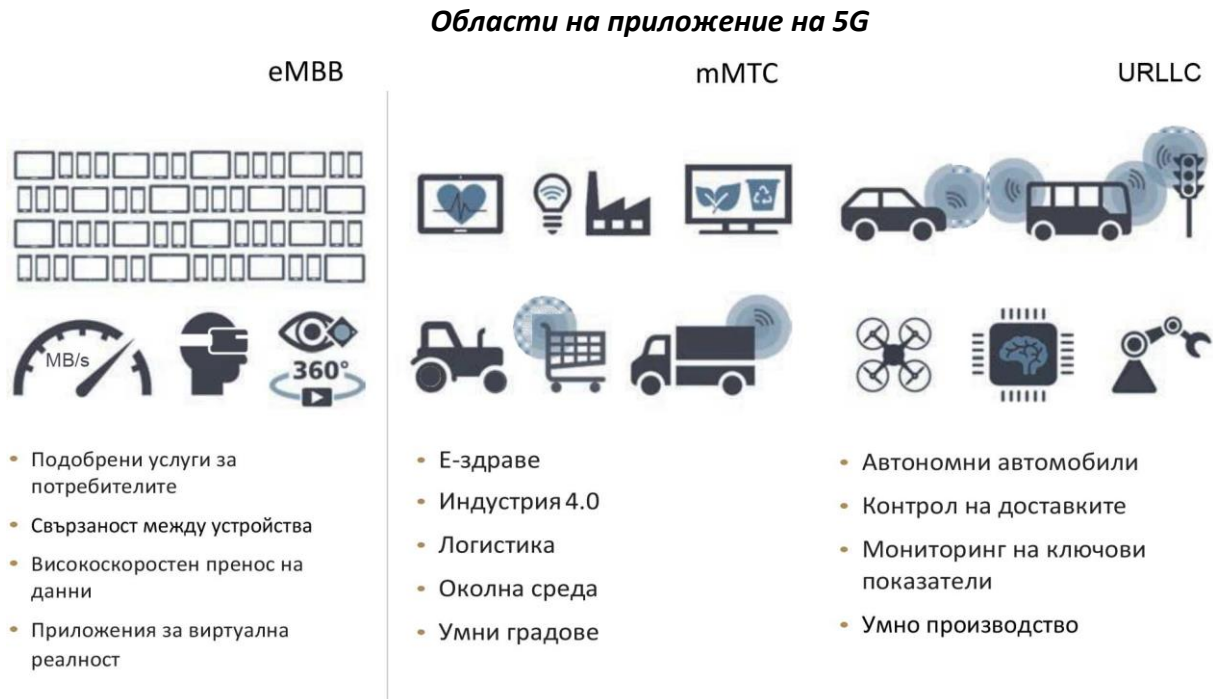 Области на приложение на 5G
eMBB
MB/s
360°
• Подобрени услуги за
потребителите
• Свързаност между устройства
• Високоскоростен пренос на
данни
• Приложения за виртуална
реалност
mMTC
• Е-здраве
• Индустрия 4.0
• Логистика
• Околна среда
• Умни градове
URLLC
• Автономни автомобили
• Контрол на доставките
• Мониторинг на ключови
показатели
• Умно производство